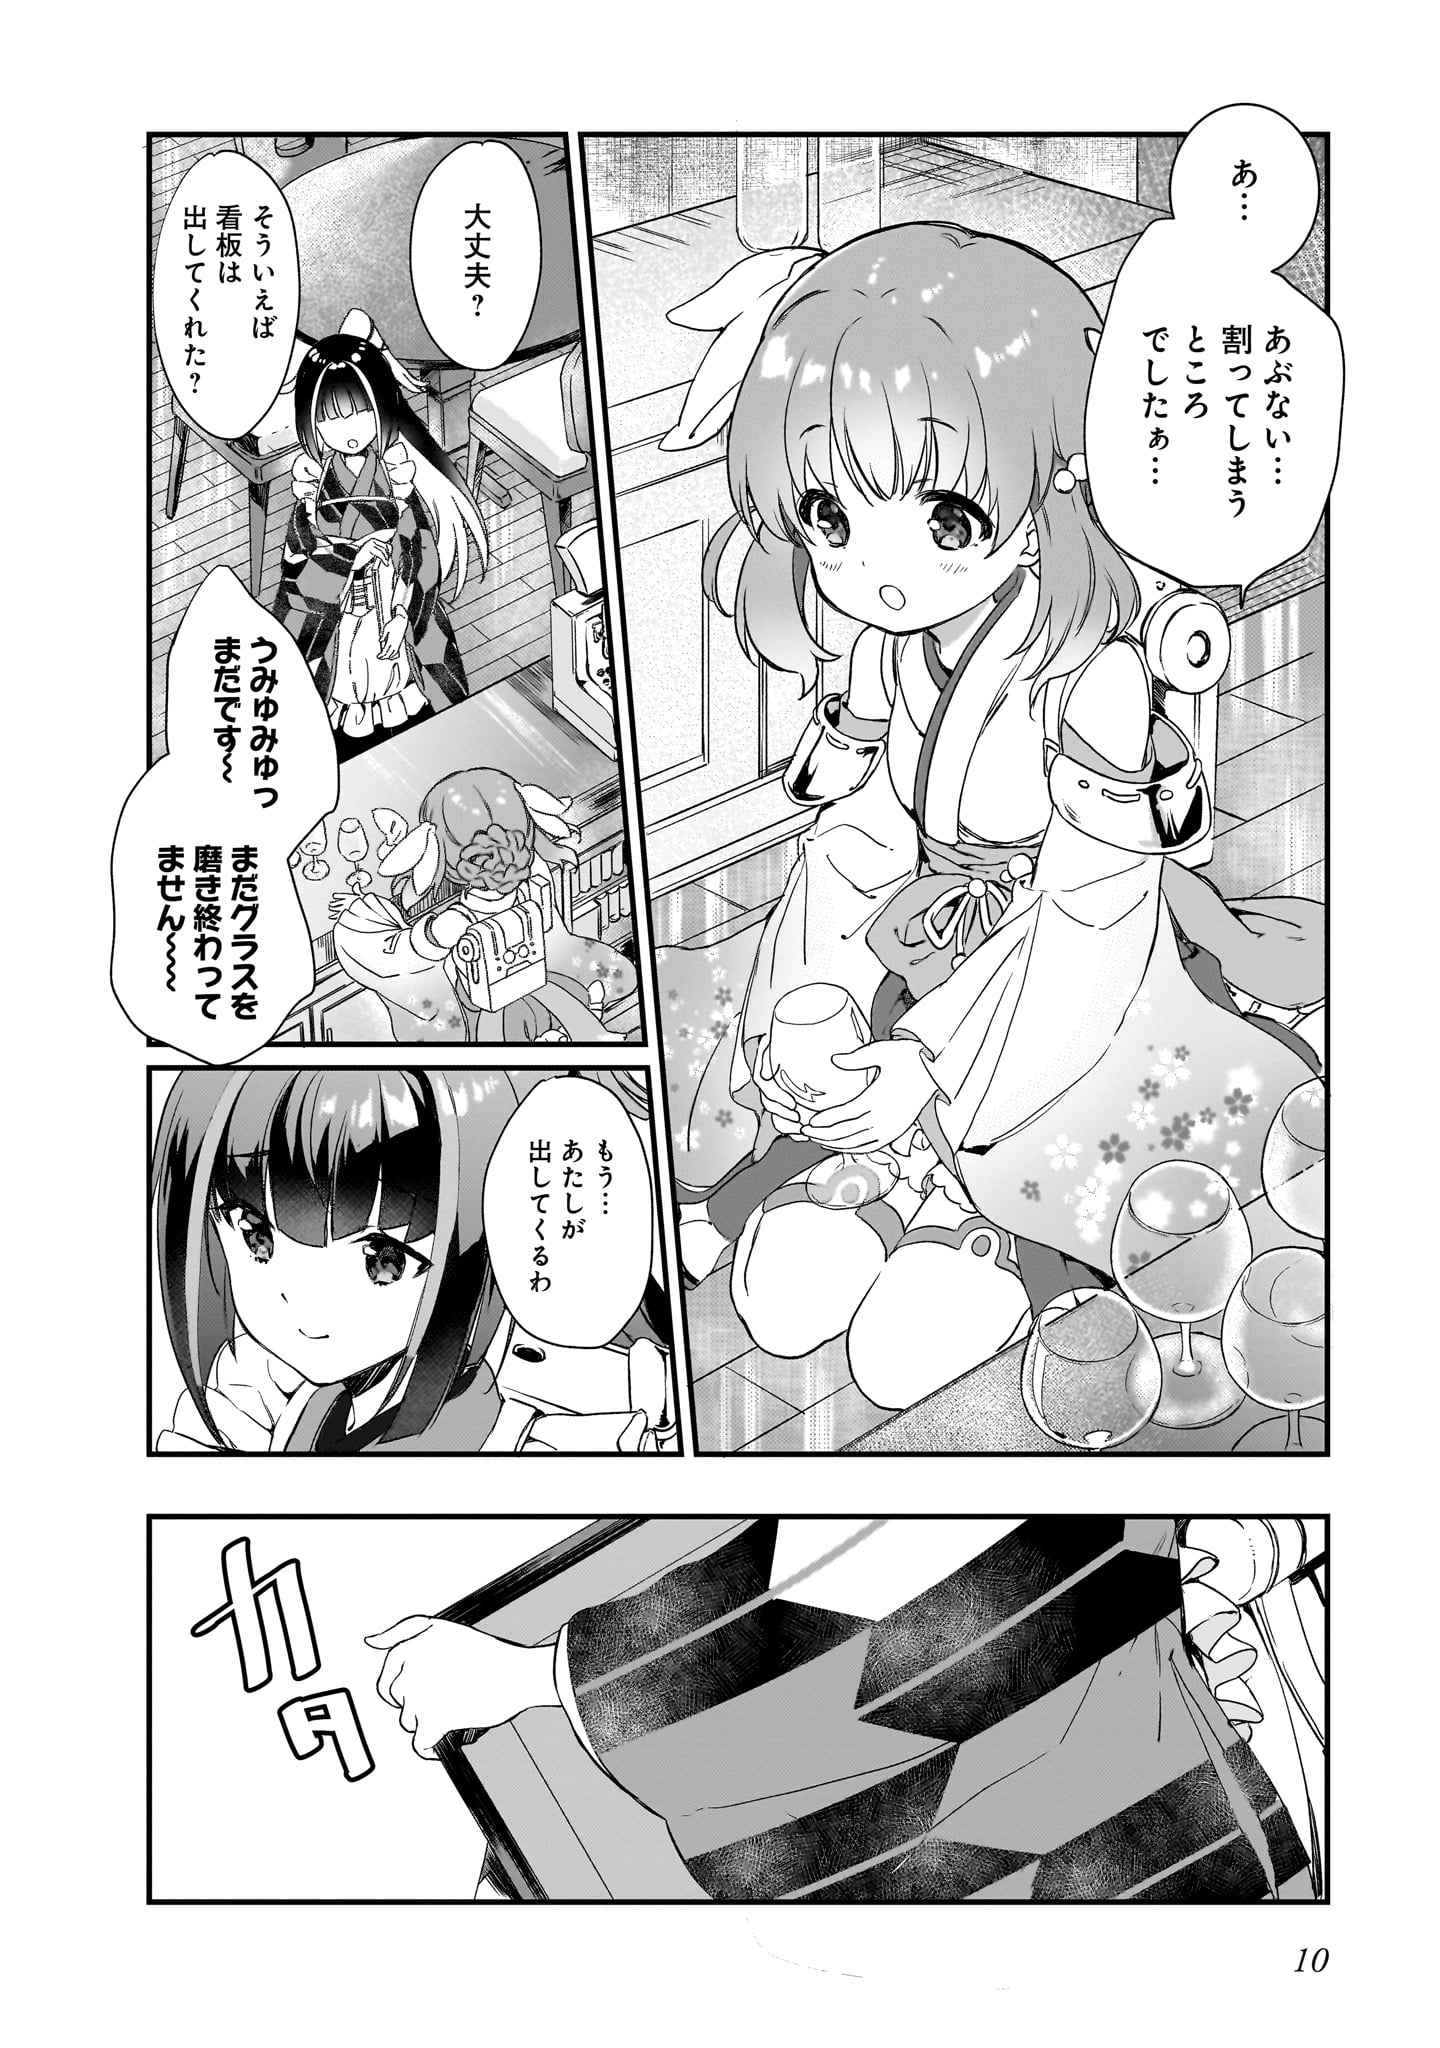 あ…
あぶない…
割ってしまう
ところ
でしたぁ…
大丈夫？
そういえば
看板は
出してくれた？
うみゅみゅっ
まだです〜
まだグラスを
磨き終わって
ません〜〜〜
もう…
あたしが
出してくるわ
カタ
10